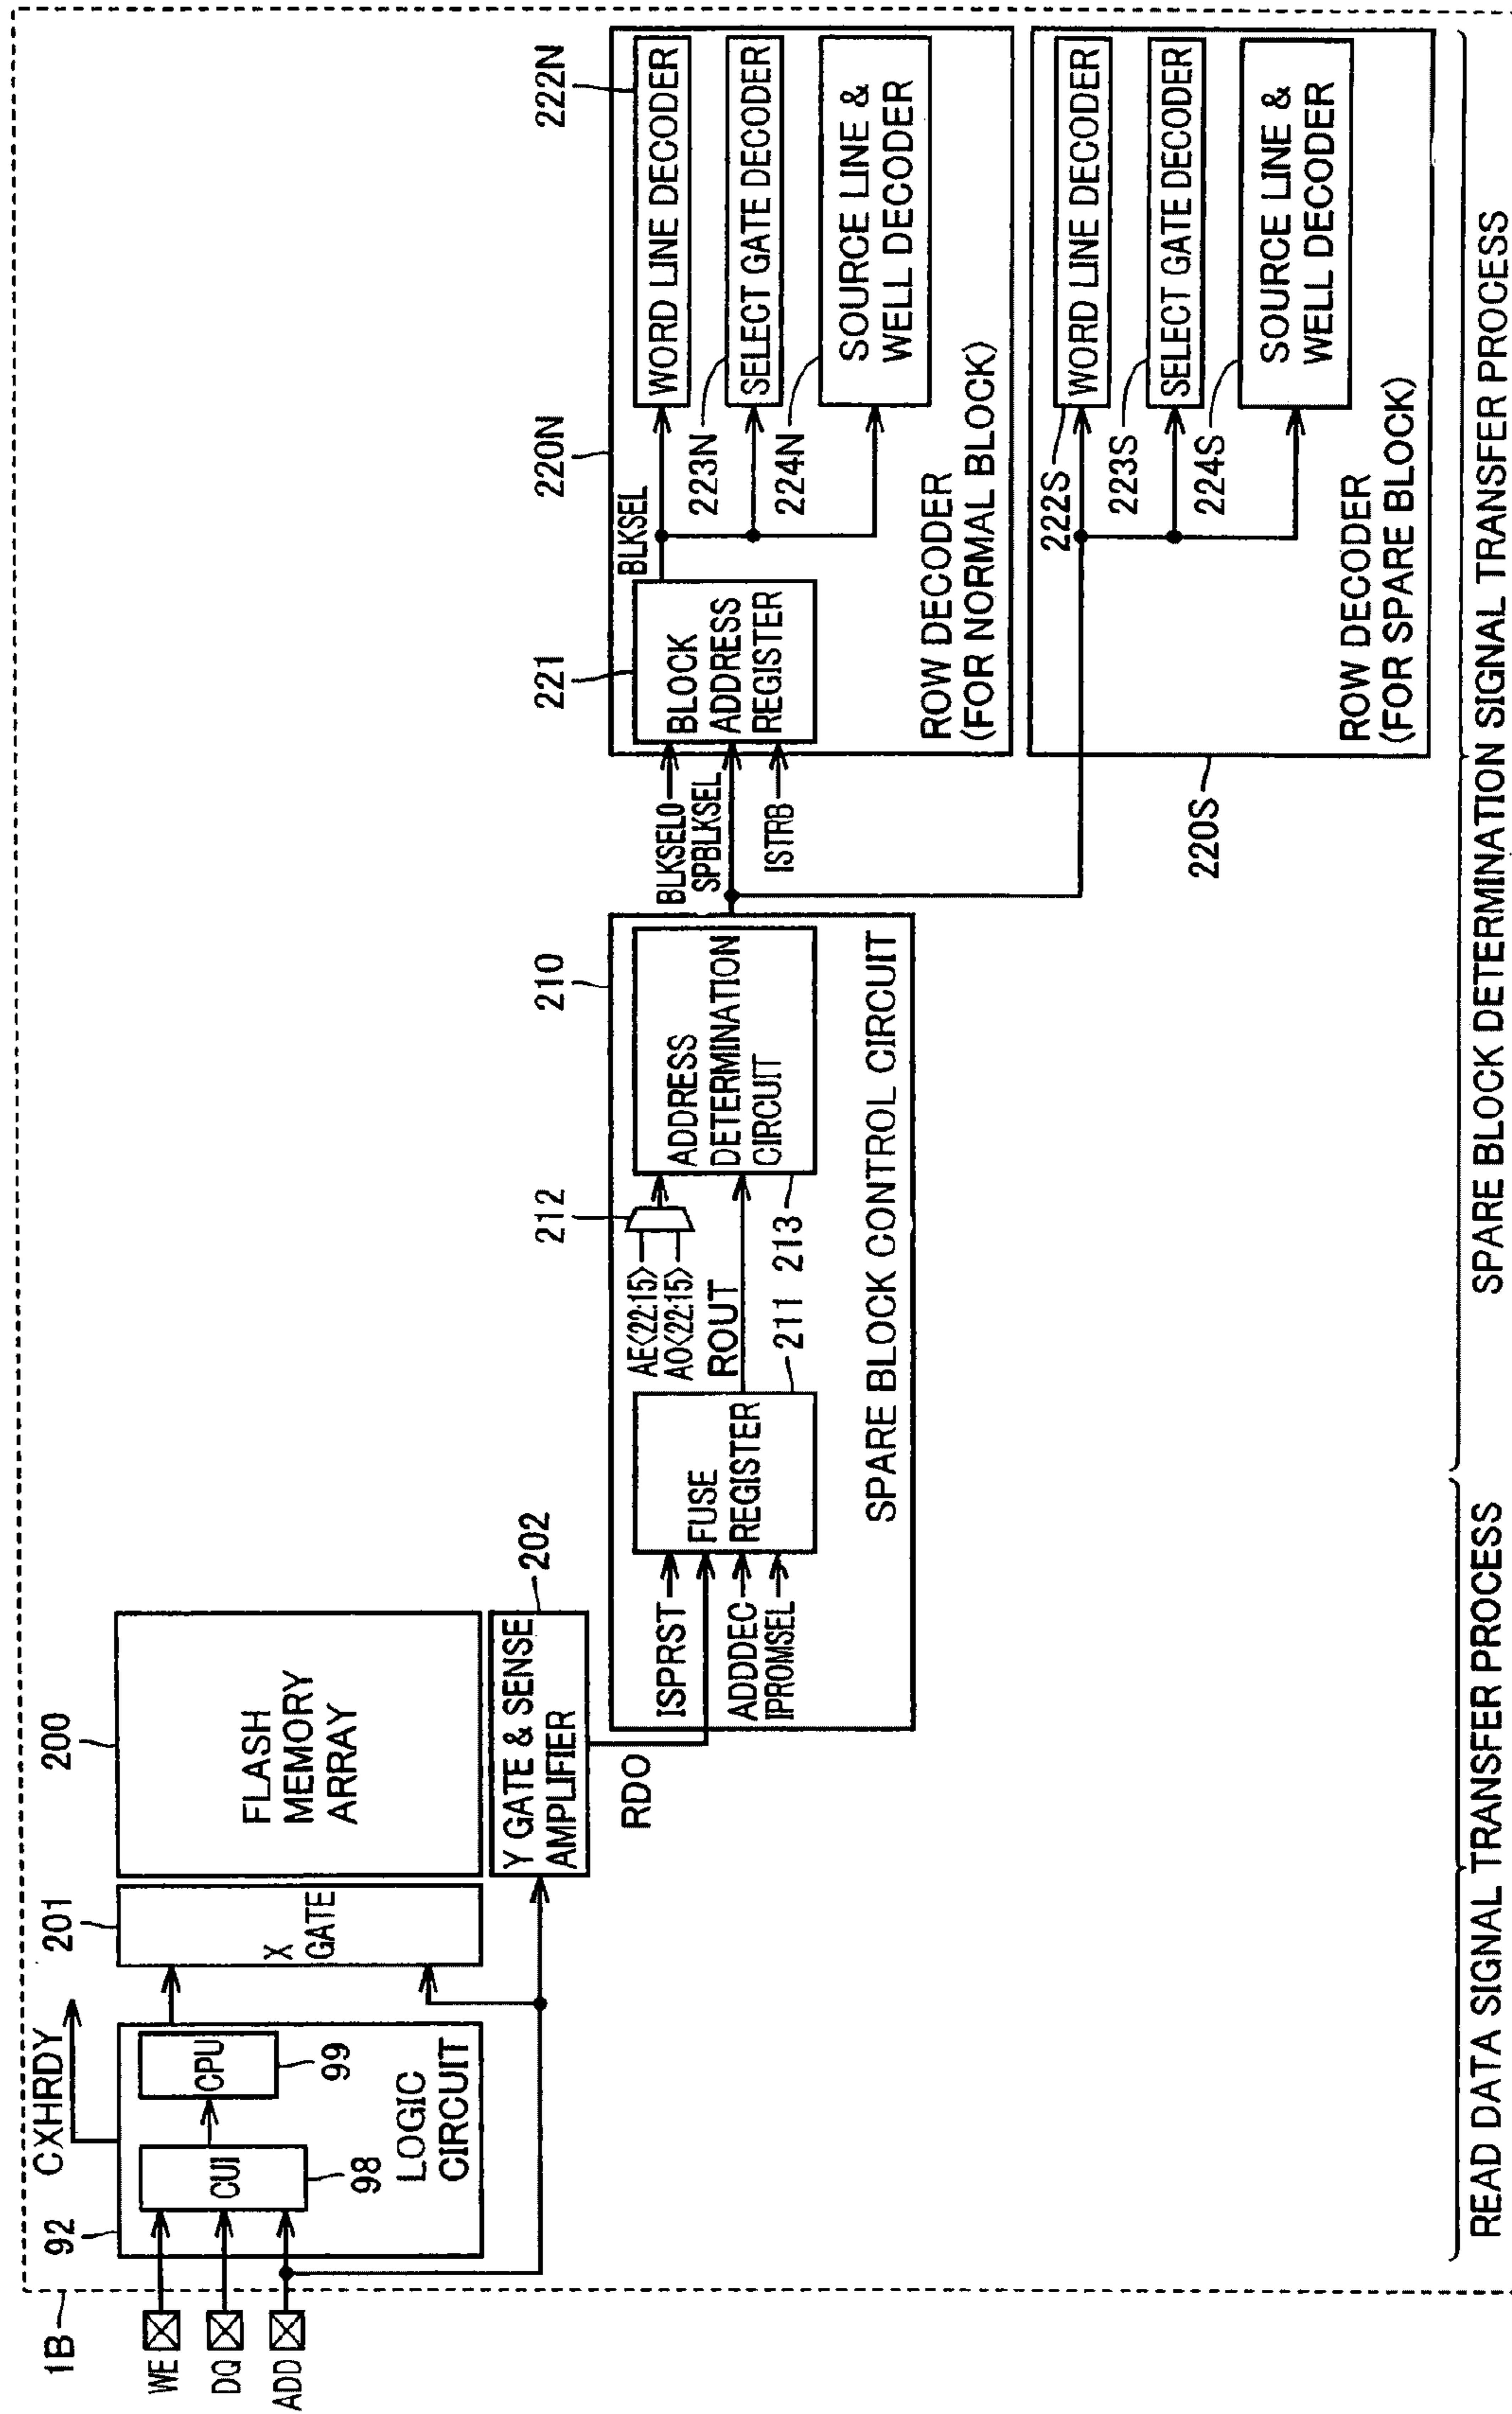 1B
WE
DQ
ADD
92
CXHRDY
CUI
98
CPU
99
LOGIC
CIRCUIT
201
X
GATE
200
FLASH
MEMORY
ARRAY
Y GATE & SENSE
AMPLIFIER
202
RDO
ISPRST
ADDDEC
IPROMSEL
FUSE
REGISTER
211
ROUT
AE<22:15>
AO<22:15>
212
ADDRESS
DETERMINATION
CIRCUIT
213
210
SPARE BLOCK CONTROL CIRCUIT
BLKSEL0
SPBLKSEL
ISTRB
221
BLOCK
ADDRESS
REGISTER
BLKSEL
220N
222N
WORD LINE DECODER
223N
SELECT GATE DECODER
224N
SOURCE LINE &
WELL DECODER
ROW DECODER
(FOR NORMAL BLOCK)
220S
222S
WORD LINE DECODER
223S
SELECT GATE DECODER
224S
SOURCE LINE &
WELL DECODER
ROW DECODER
(FOR SPARE BLOCK)
READ DATA SIGNAL TRANSFER PROCESS
SPARE BLOCK DETERMINATION SIGNAL TRANSFER PROCESS